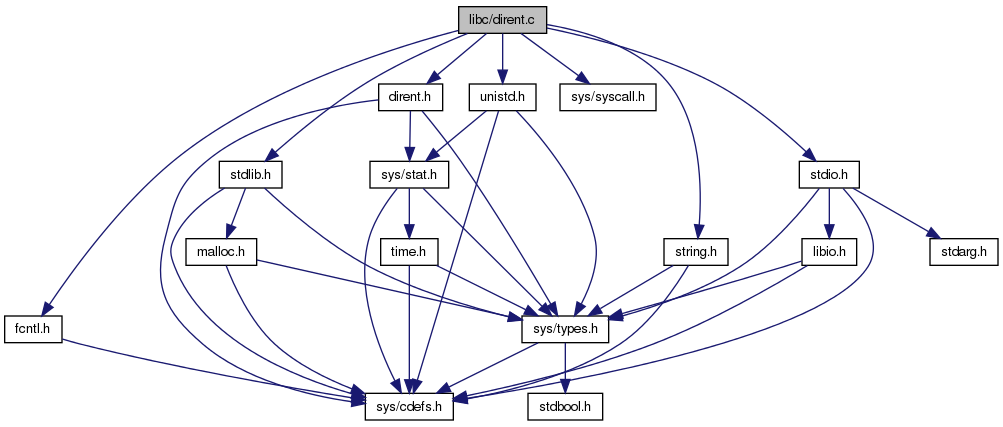 libc/dirent.c
dirent.h
unistd.h
sys/syscall.h
stdlib.h
sys/stat.h
stdio.h
malloc.h
time.h
string.h
libio.h
stdarg.h
fcntl.h
sys/types.h
sys/cdefs.h
stdbool.h